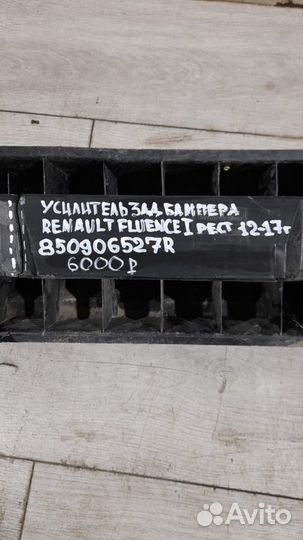 УСИЛИТЕЛЬ ЗАД БАМПЕРА
RENAULT FLUENCE I РЕСТ 12-17г
850906527R
6000₽
Avito